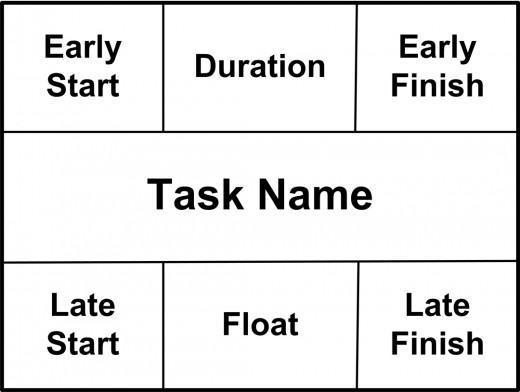 Early
Start
Duration
Early
Finish
Task Name
Late
Start
Float
Late
Finish